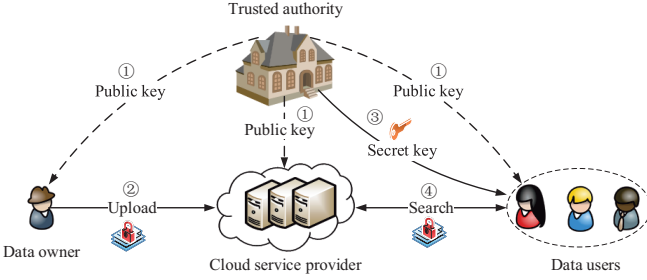 Trusted authority
①
Public key
①
Public key
①
Public key
③
Secret key
②
Upload
④
Search
Data owner
Cloud service provider
Data users